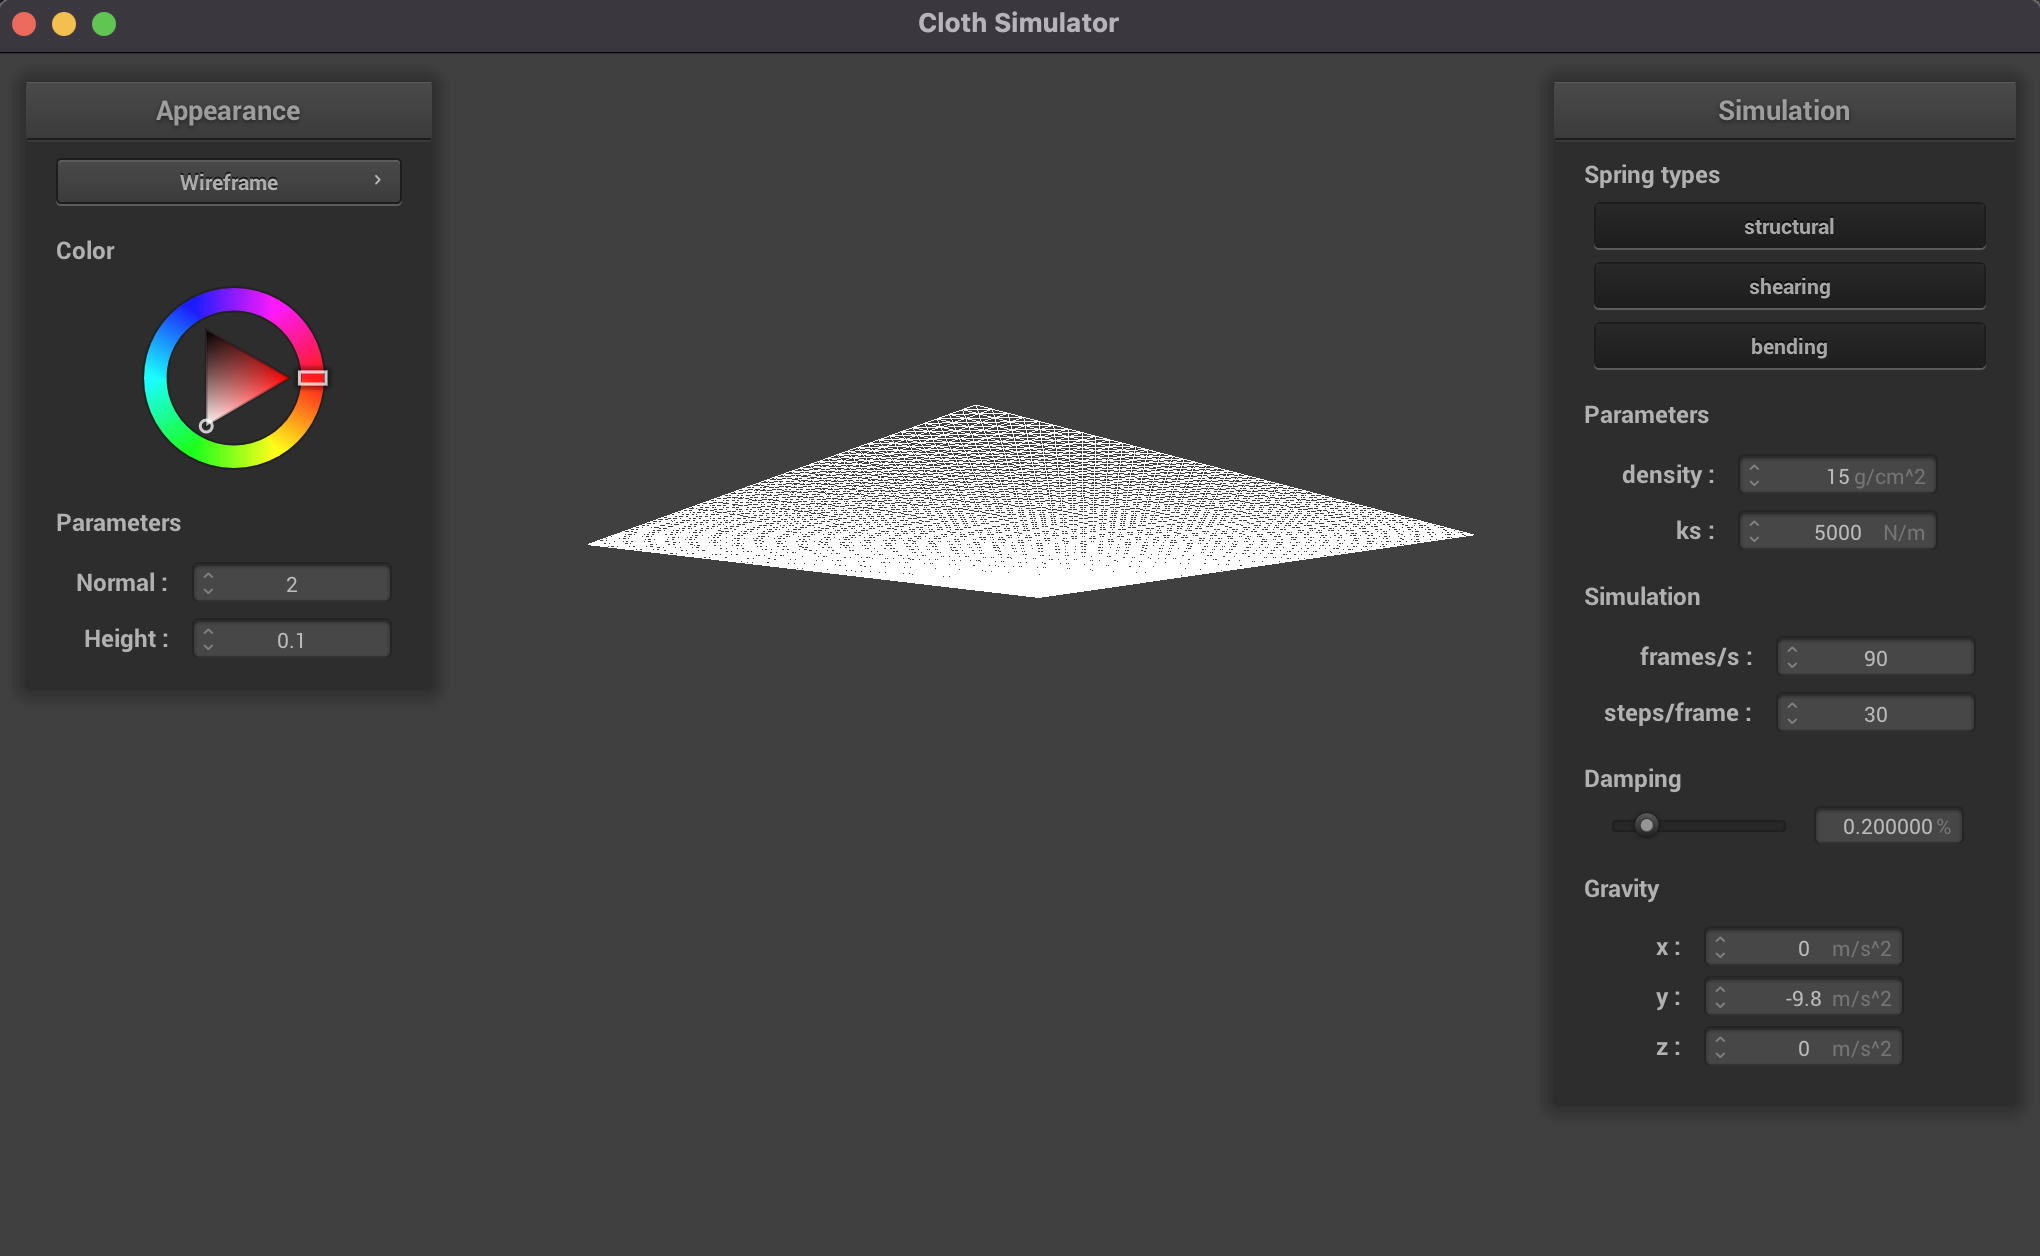 Cloth Simulator
Appearance
Wireframe
Color
Parameters
Normal : 2
Height : 0.1
Simulation
Spring types
structural
shearing
bending
Parameters
density : 15 g/cm^2
ks : 5000 N/m
Simulation
frames/s : 90
steps/frame : 30
Damping
0.200000 %
Gravity
x : 0 m/s^2
y : -9.8 m/s^2
z : 0 m/s^2